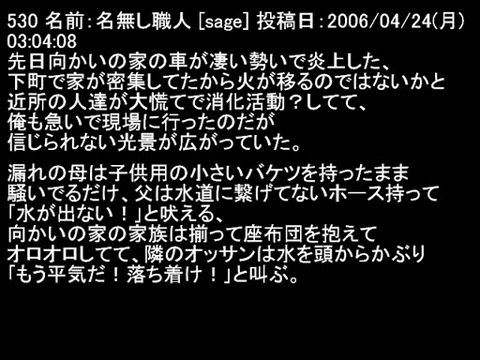 530 名前：名無し職人 [sage] 投稿日：2006/04/24(月)
03:04:08
先日向かいの家の車が凄い勢いで炎上した、
下町で家が密集してたから火が移るのではないかと
近所の人達が大慌てで消化活動？してて、
俺も急いで現場に行ったのだが
信じられない光景が広がっていた。
漏れの母は子供用の小さいバケツを持ったまま
騒いでるだけ、父は水道に繋げてないホース持って
「水が出ない！」と吠える、
向かいの家の家族は揃って座布団を抱えて
オロオロしてて、隣のオッサンは水を頭からかぶり
「もう平気だ！落ち着け！」と叫ぶ。